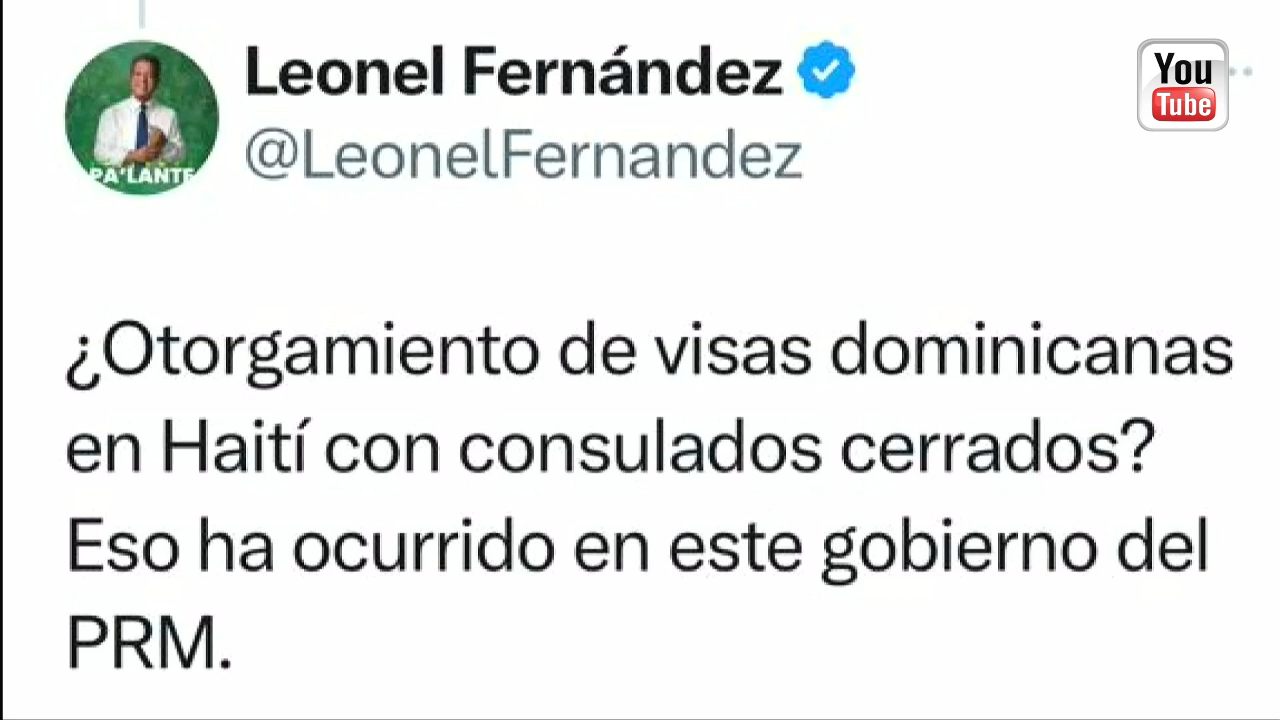 Leonel Fernández
@LeonelFernandez
PA'LANTE
You
Tube
¿Otorgamiento de visas dominicanas
en Haití con consulados cerrados?
Eso ha ocurrido en este gobierno del
PRM.